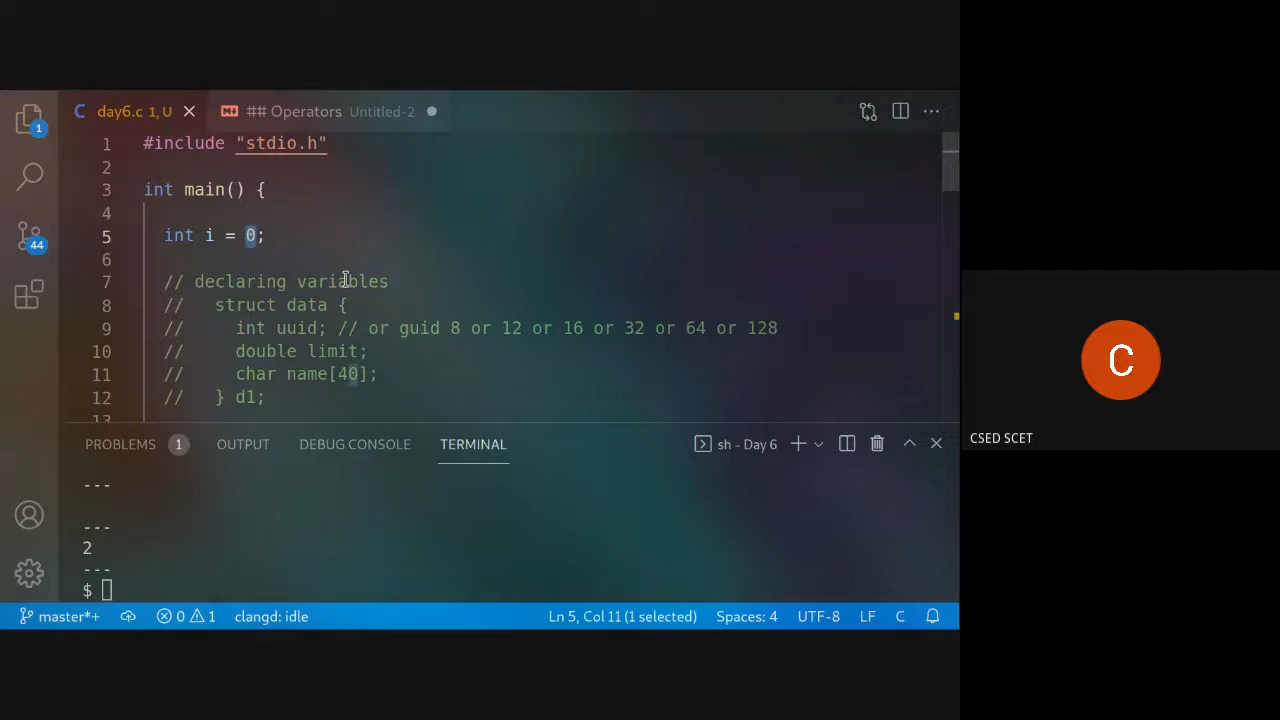 day6.c 1, U
## Operators Untitled-2
1
1 #include "stdio.h"
2
3 int main() {
4
5 int i = 0;
6
7 // declaring variables
8 // struct data {
9 // int uuid; // or guid 8 or 12 or 16 or 32 or 64 or 128
10 // double limit;
11 // char name[40];
12 // } d1;
13
44
PROBLEMS 1 OUTPUT DEBUG CONSOLE TERMINAL sh - Day 6
---
---
2
---
$
master*+ 0 1 clangd: idle Ln 5, Col 11 (1 selected) Spaces: 4 UTF-8 LF C
C
CSED SCET